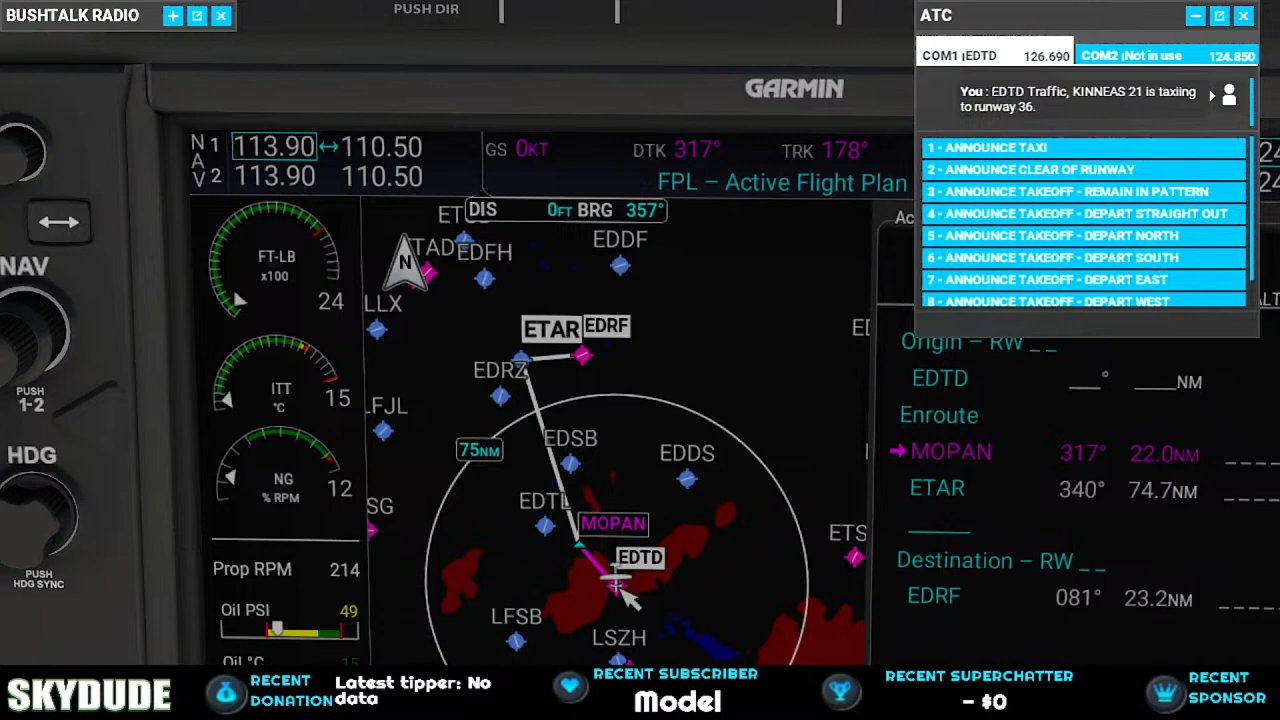 BUSHTALK RADIO
PUSH DIR
ATC
COM1 |EDTD 126.690
COM2 |Not in use 124.850
You : EDTD Traffic, KINNEAS 21 is taxiing
to runway 36.
1 - ANNOUNCE TAXI
2 - ANNOUNCE CLEAR OF RUNWAY
3 - ANNOUNCE TAKEOFF - REMAIN IN PATTERN
4 - ANNOUNCE TAKEOFF - DEPART STRAIGHT OUT
5 - ANNOUNCE TAKEOFF - DEPART NORTH
6 - ANNOUNCE TAKEOFF - DEPART SOUTH
7 - ANNOUNCE TAKEOFF - DEPART EAST
8 - ANNOUNCE TAKEOFF - DEPART WEST
GARMIN
NAV
1 113.90 ↔ 110.50
2 113.90 110.50
GS 0KT DTK 317° TRK 178°
FPL – Active Flight Plan
DIS 0FT BRG 357°
FT-LB
x100
24
ITT
°C
15
NG
% RPM
12
Prop RPM 214
Oil PSI 49
Oil °C 15
NAV
PUSH
1-2
HDG
PUSH
HDG SYNC
N
EDFH
EDDF
LLX
ETAR
EDRF
EDRZ
LFJL
75NM
EDSB
EDDS
SG
EDTL
MOPAN
ETS
EDTD
LFSB
LSZH
Origin – RW _ _
EDTD ___° ____NM
Enroute
MOPAN 317° 22.0NM
ETAR 340° 74.7NM
Destination – RW _ _
EDRF 081° 23.2NM
SKYDUDE
RECENT
DONATION
Latest tipper: No
data
RECENT SUBSCRIBER
Model
RECENT SUPERCHATTER
- $0
RECENT
SPONSOR